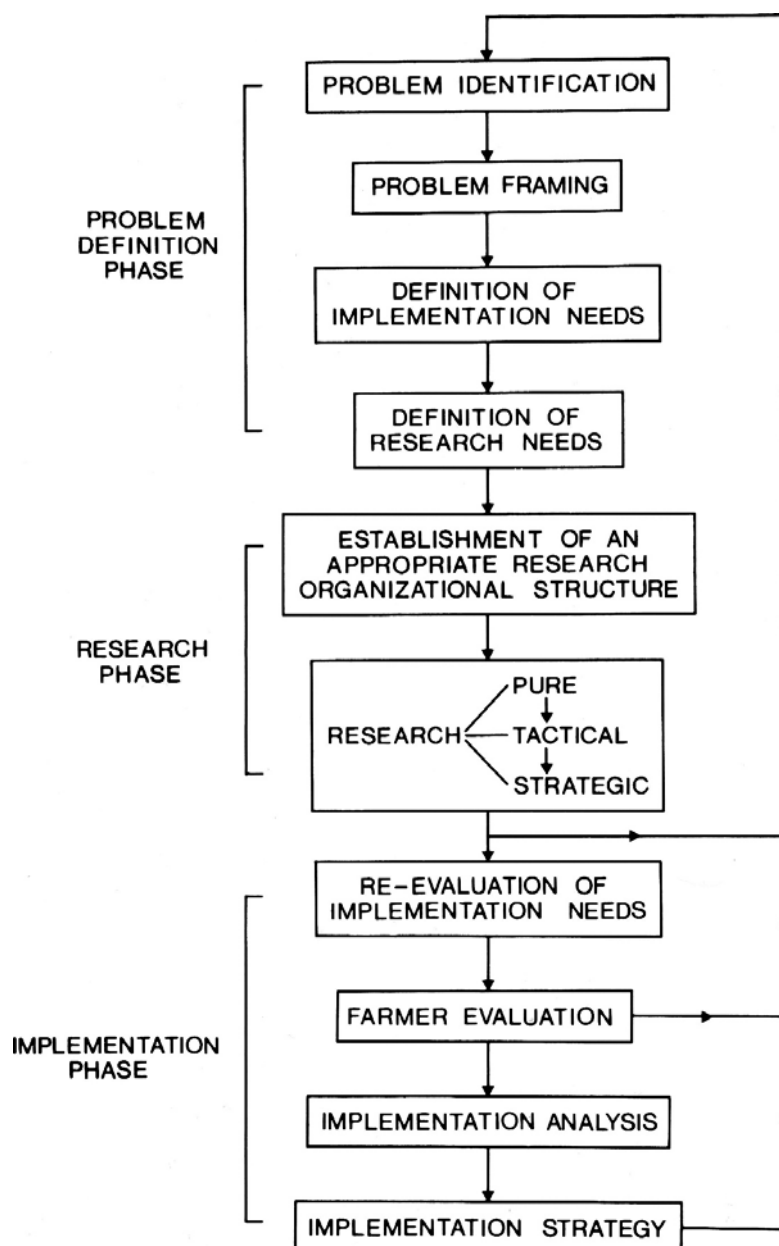 PROBLEM IDENTIFICATION
PROBLEM FRAMING
PROBLEM
DEFINITION
PHASE
DEFINITION OF
IMPLEMENTATION NEEDS
DEFINITION OF
RESEARCH NEEDS
ESTABLISHMENT OF AN
APPROPRIATE RESEARCH
ORGANIZATIONAL STRUCTURE
RESEARCH
PHASE
PURE
RESEARCH TACTICAL
STRATEGIC
RE-EVALUATION OF
IMPLEMENTATION NEEDS
FARMER EVALUATION
IMPLEMENTATION
PHASE
IMPLEMENTATION ANALYSIS
IMPLEMENTATION STRATEGY